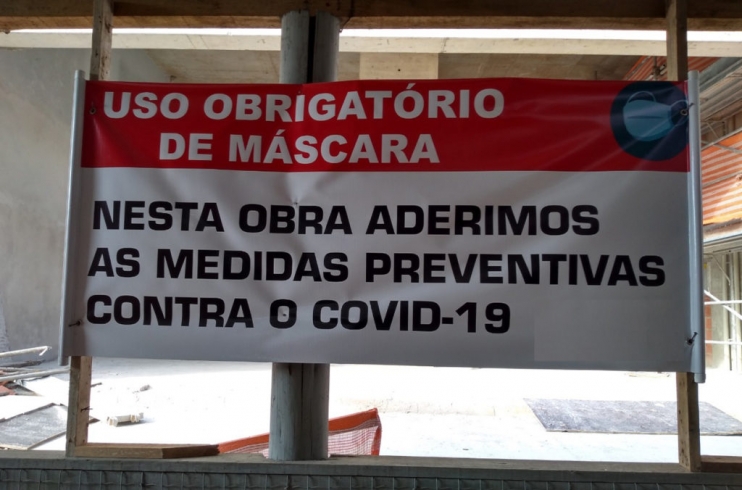 USO OBRIGATÓRIO
DE MÁSCARA
NESTA OBRA ADERIMOS
AS MEDIDAS PREVENTIVAS
CONTRA O COVID-19